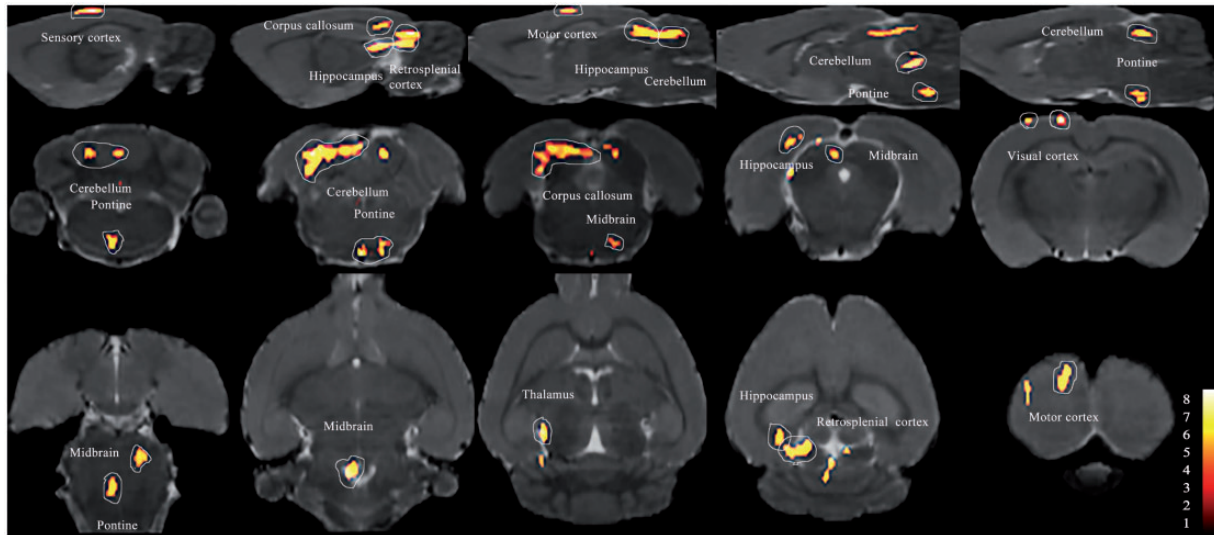 Sensory cortex
Corpus callosum
Hippocampus
Retrosplenial
cortex
Motor cortex
Hippocampus
Cerebellum
Cerebellum
Pontine
Cerebellum
Pontine
Cerebellum
Pontine
Cerebellum
Pontine
Corpus callosum
Midbrain
Hippocampus
Midbrain
Visual cortex
Midbrain
Pontine
Midbrain
Thalamus
Hippocampus
Retrosplenial cortex
Motor cortex
8
7
6
5
4
3
2
1